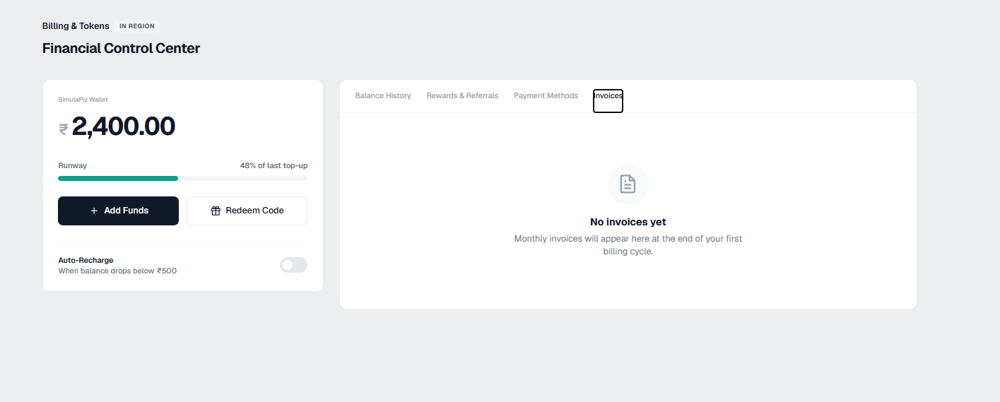 Billing & Tokens IN REGION
Financial Control Center
SimulaFly Wallet
₹ 2,400.00
Runway 48% of last top-up
+ Add Funds Redeem Code
Auto-Recharge
When balance drops below ₹500
Balance History Rewards & Referrals Payment Methods Invoices
No invoices yet
Monthly invoices will appear here at the end of your first
billing cycle.